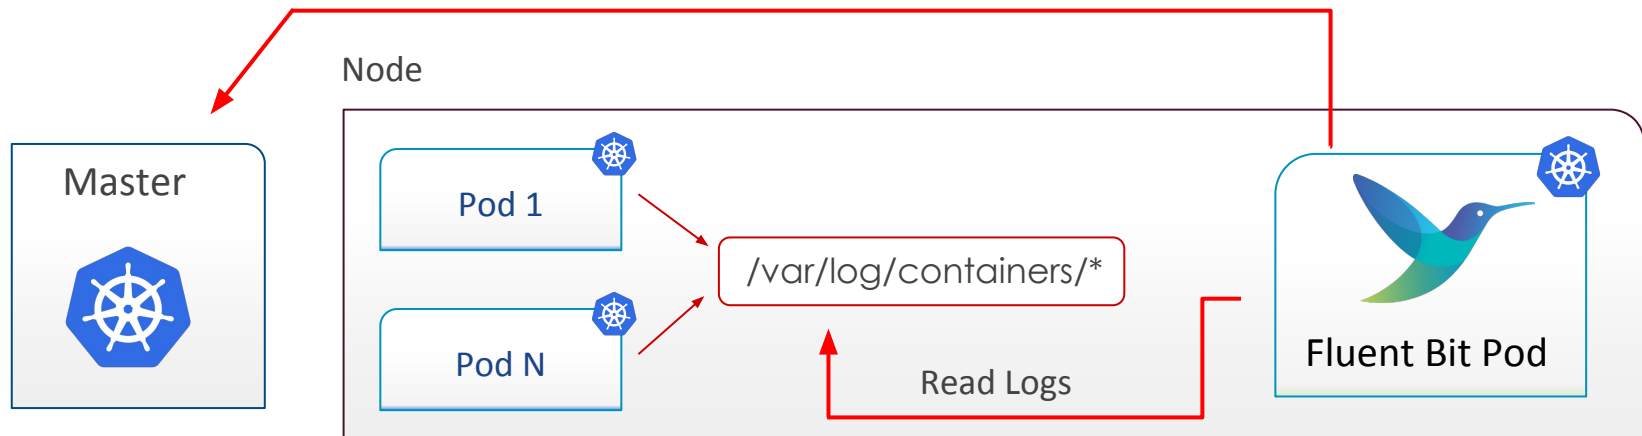 Node
Master
Pod 1
/var/log/containers/*
Pod N
Read Logs
Fluent Bit Pod